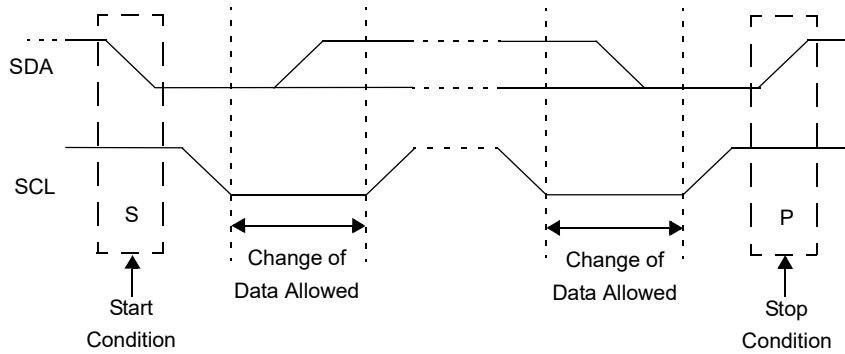 SDA
SCL
S
P
Change of
Data Allowed
Change of
Data Allowed
Start
Condition
Stop
Condition